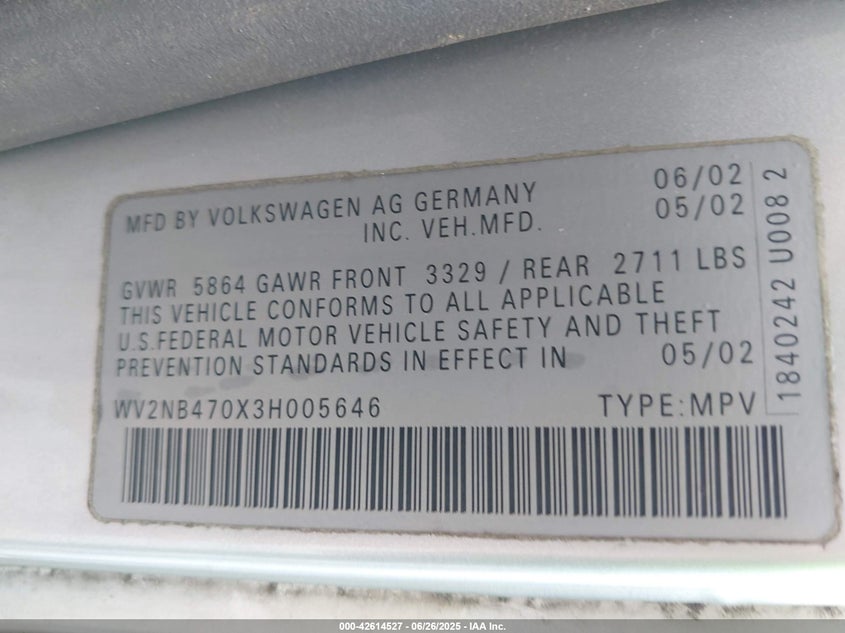 MFD BY VOLKSWAGEN AG GERMANY 06/02
INC. VEH.MFD. 05/02
GVWR 5864 GAWR FRONT 3329 / REAR 2711 LBS
THIS VEHICLE CONFORMS TO ALL APPLICABLE
U.S.FEDERAL MOTOR VEHICLE SAFETY AND THEFT
PREVENTION STANDARDS IN EFFECT IN 05/02
WV2NB470X3H005646 TYPE:MPV
1840242 U008 2
000-42614527 - 06/26/2025 - IAA Inc.